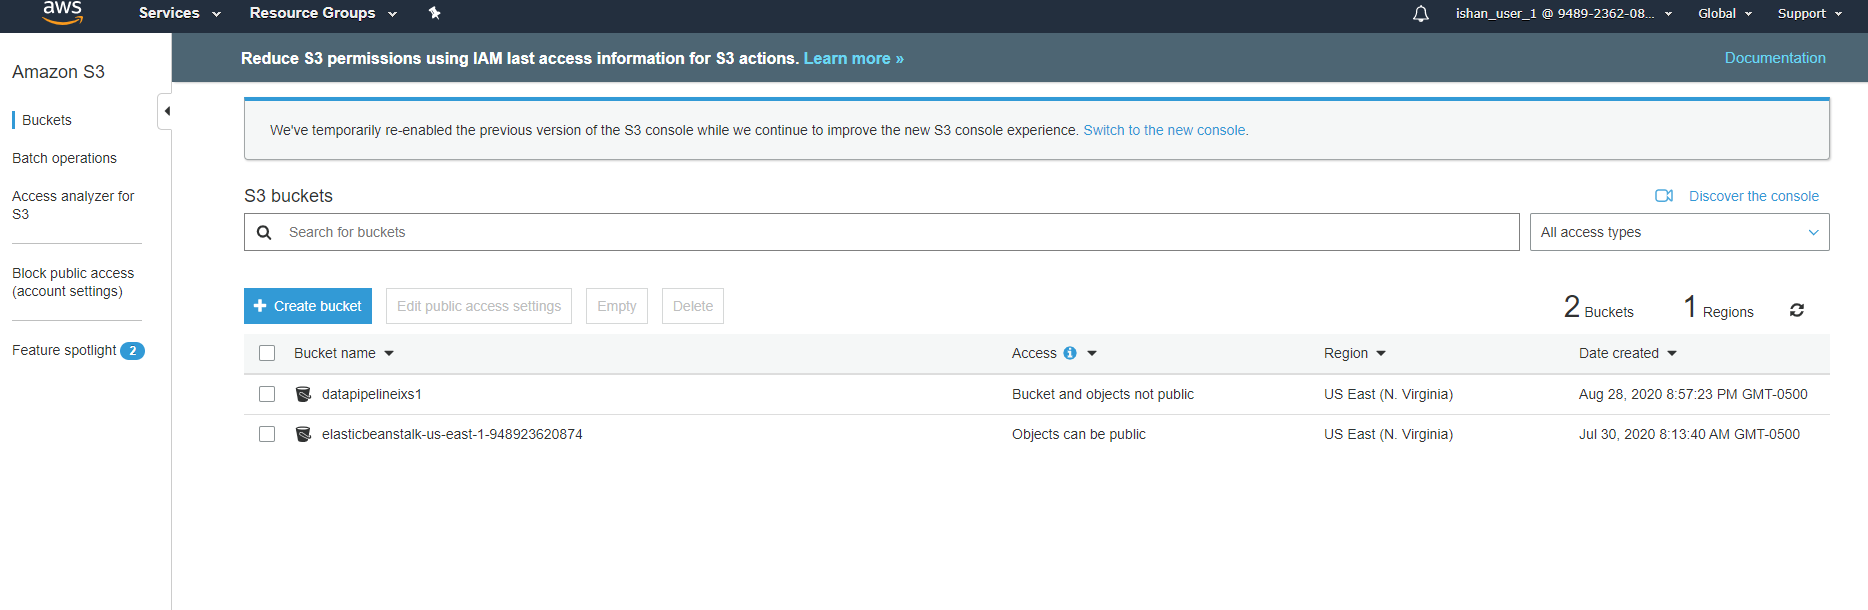 aws Services Resource Groups ishan_user_1 @ 9489-2362-08... Global Support
Amazon S3
Buckets
Batch operations
Access analyzer for
S3
Block public access
(account settings)
Feature spotlight 2
Reduce S3 permissions using IAM last access information for S3 actions. Learn more » Documentation
We've temporarily re-enabled the previous version of the S3 console while we continue to improve the new S3 console experience. Switch to the new console.
S3 buckets Discover the console
Search for buckets All access types
Create bucket Edit public access settings Empty Delete 2 Buckets 1 Regions
Bucket name Access Region Date created
datapipelineixs1 Bucket and objects not public US East (N. Virginia) Aug 28, 2020 8:57:23 PM GMT-0500
elasticbeanstalk-us-east-1-948923620874 Objects can be public US East (N. Virginia) Jul 30, 2020 8:13:40 AM GMT-0500